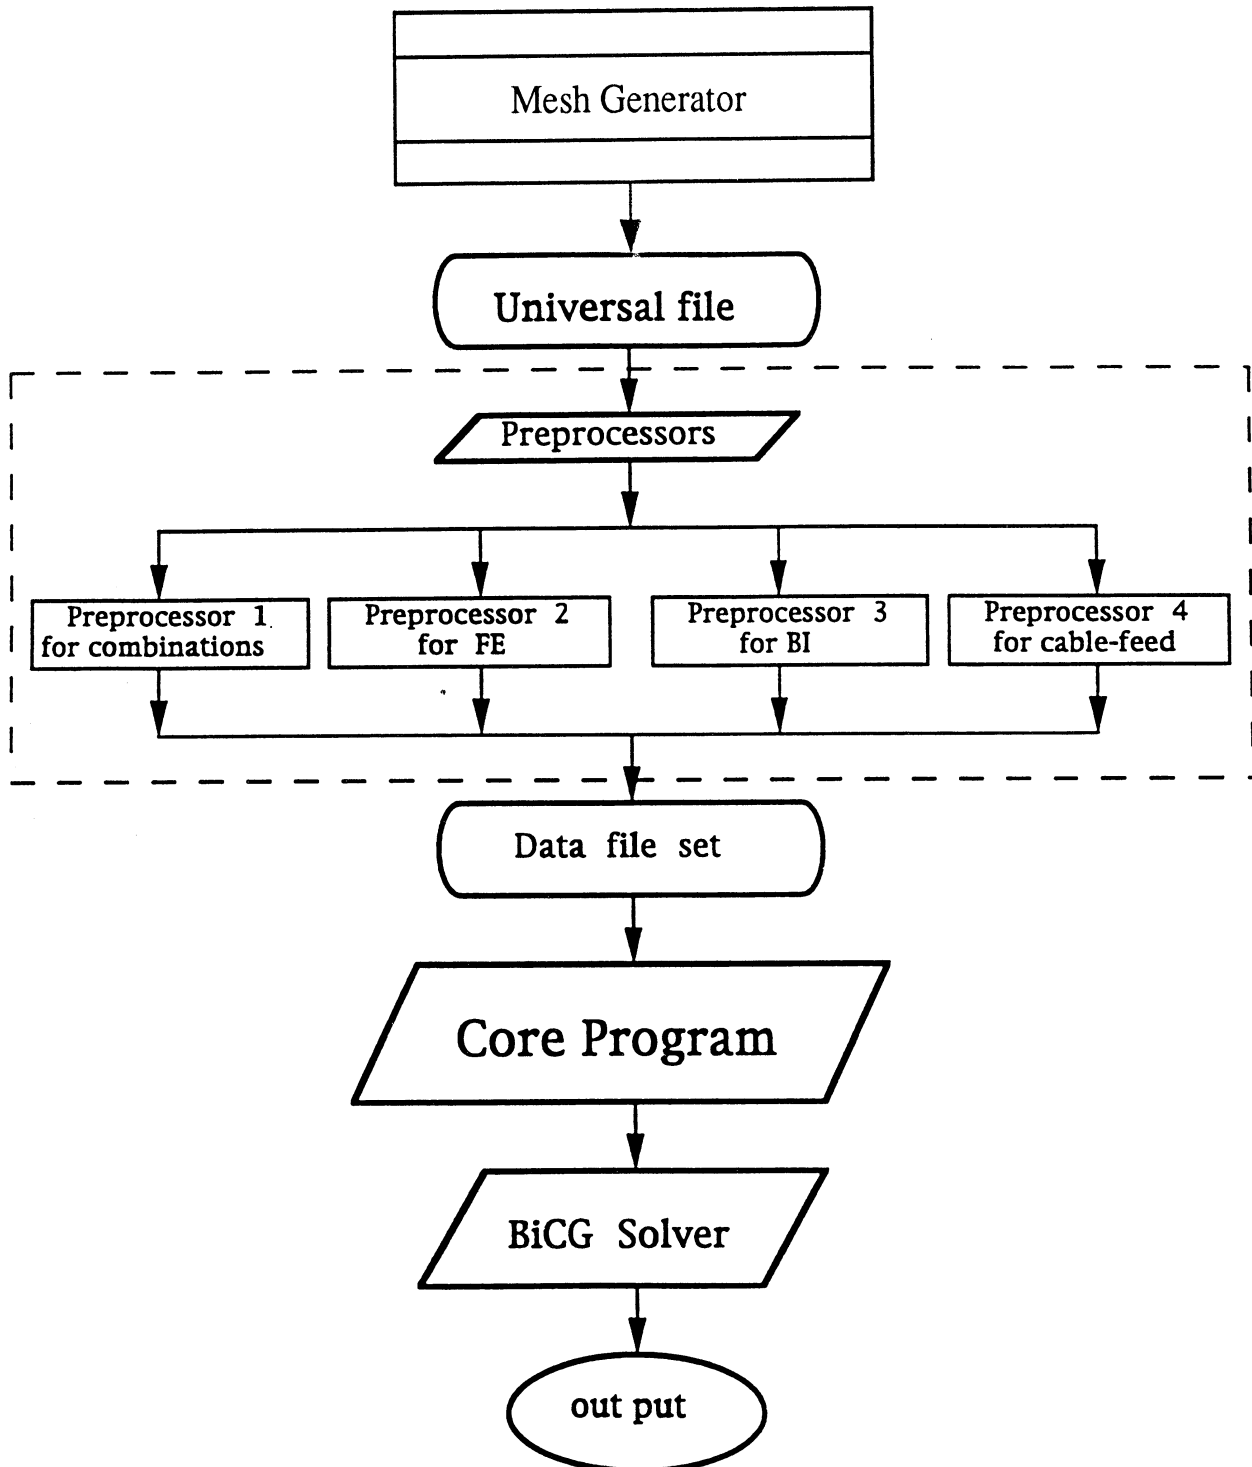 Mesh Generator
Universal file
Preprocessors
Preprocessor 1
for combinations
Preprocessor 2
for FE
Preprocessor 3
for BI
Preprocessor 4
for cable-feed
Data file set
Core Program
BiCG Solver
out put